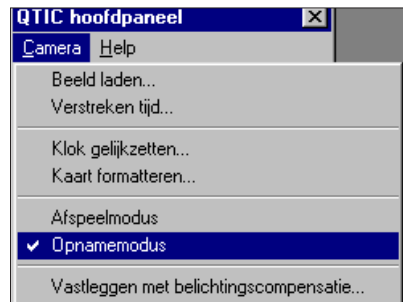 QTIC hoofdpaneel
Camera Help
Beeld laden...
Verstreken tijd...
Klok gelijkzetten...
Kaart formatteren...
Afspeelmodus
Opnamemodus
Vastleggen met belichtingscompensatie...